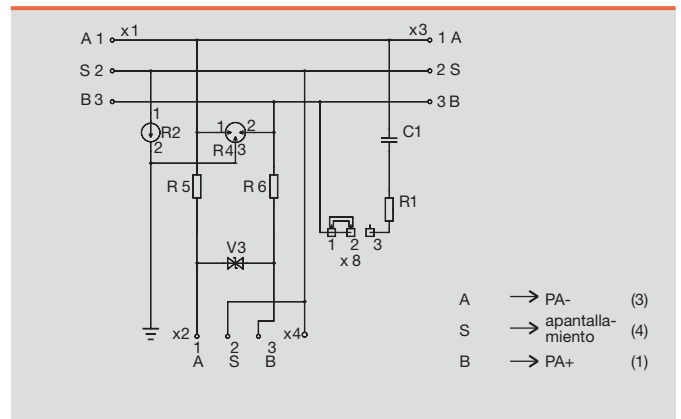 A 1 x1 x3 1 A
S 2 2 S
B 3 3 B
1 1 2 C1
R2
2 R4 3
R 5 R 6 R1
1 2 3
V3 x 8
A → PA- (3)
S → apantalla-
miento (4)
x2 x4
1 2 3
A S B
B → PA+ (1)